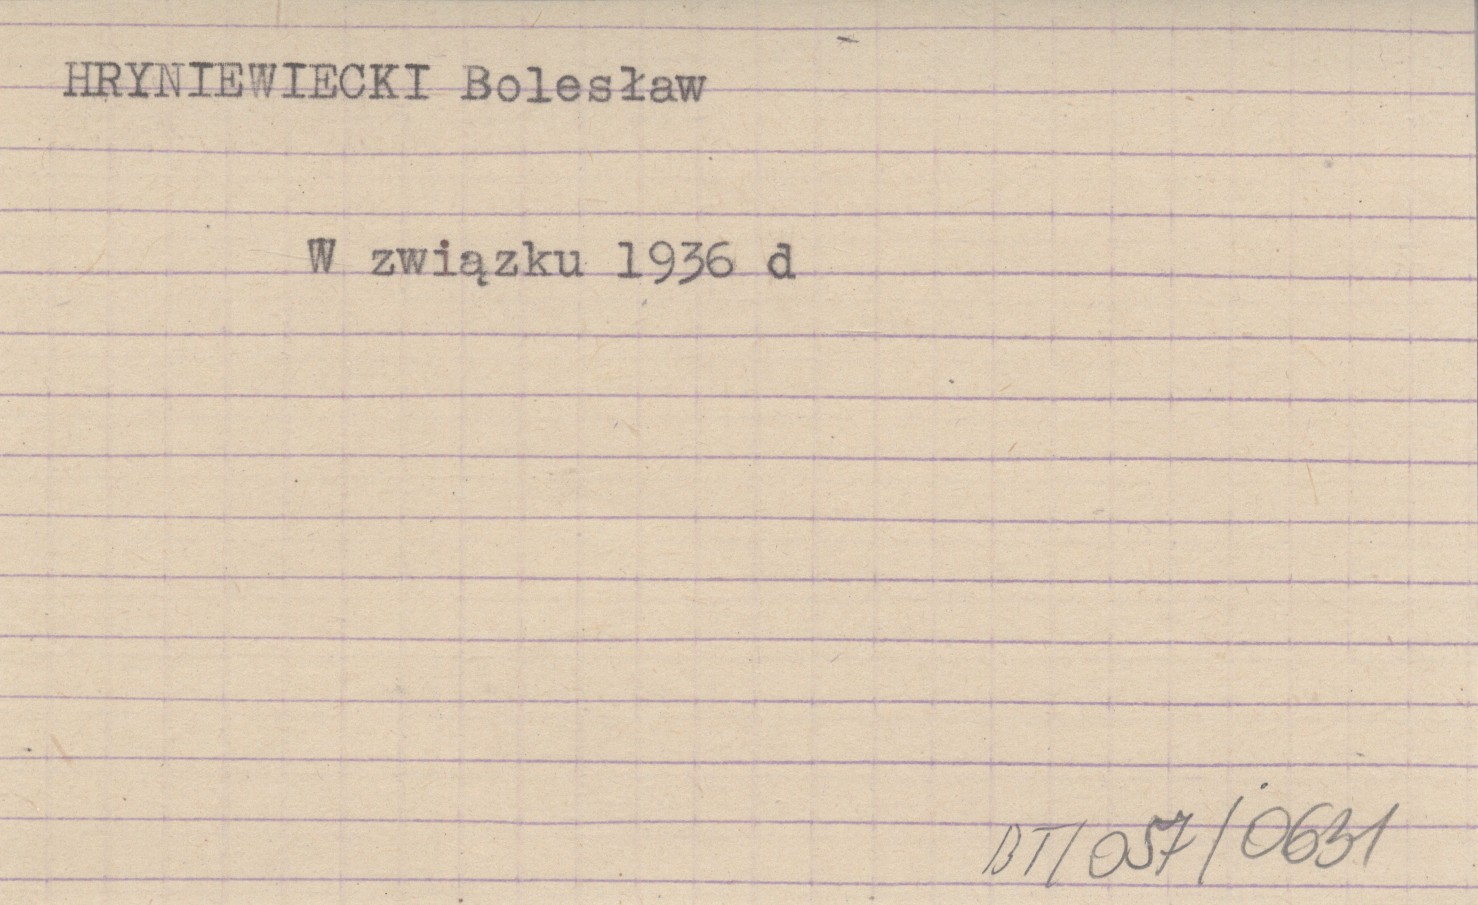 HRYNIEWIECKI Bolesław
W związku 1936 d
BT/057/0631